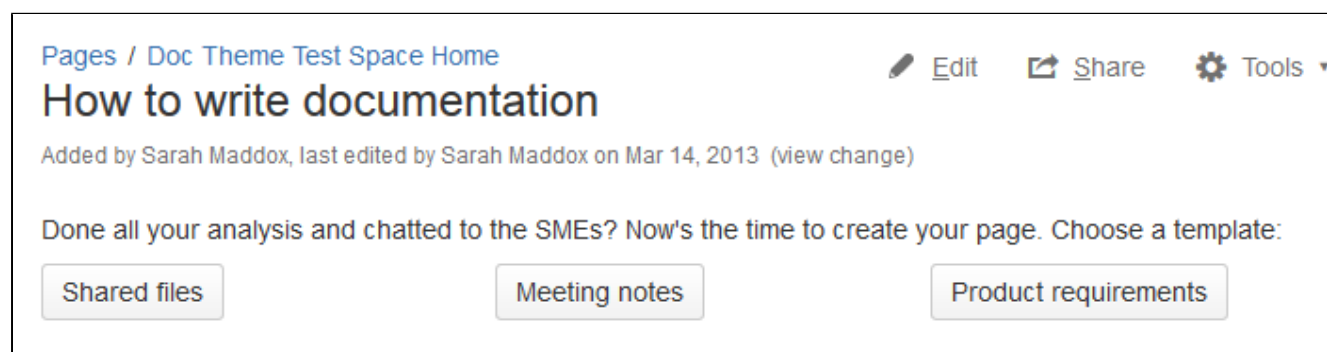 Pages / Doc Theme Test Space Home
Edit Share Tools
How to write documentation
Added by Sarah Maddox, last edited by Sarah Maddox on Mar 14, 2013 (view change)
Done all your analysis and chatted to the SMEs? Now's the time to create your page. Choose a template:
Shared files Meeting notes Product requirements